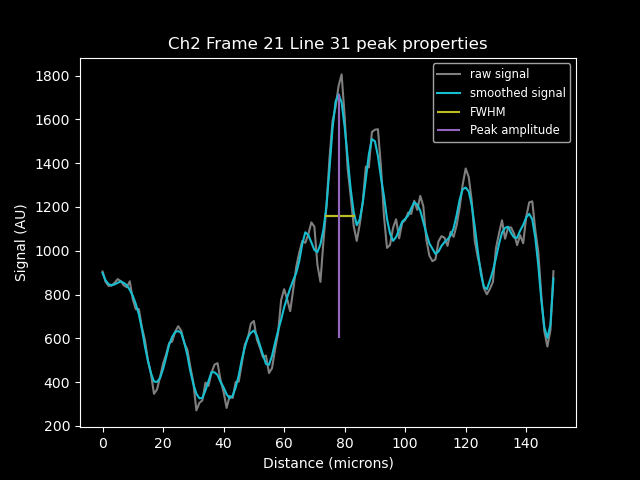 Ch2 Frame 21 Line 31 peak properties
raw signal
smoothed signal
FWHM
Peak amplitude
Signal (AU)
1800
1600
1400
1200
1000
800
600
400
200
0 20 40 60 80 100 120 140
Distance (microns)